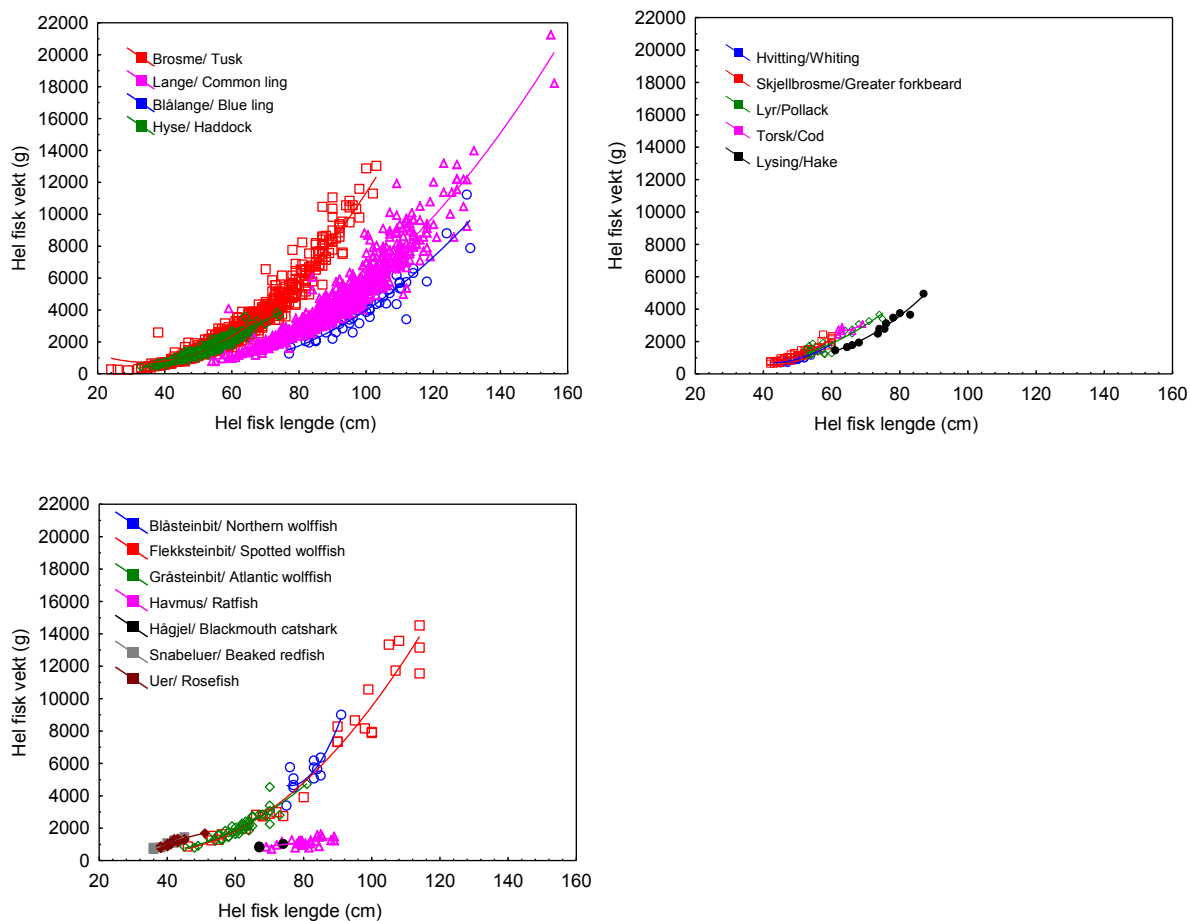 22000
20000
18000
16000
14000
12000
10000
8000
6000
4000
2000
0
Hel fisk vekt (g)
Brosme/ Tusk
Lange/ Common ling
Blålange/ Blue ling
Hyse/ Haddock
20 40 60 80 100 120 140 160
Hel fisk lengde (cm)
22000
20000
18000
16000
14000
12000
10000
8000
6000
4000
2000
0
Hel fisk vekt (g)
Hvitting/Whiting
Skjellbrosme/Greater forkbeard
Lyr/Pollack
Torsk/Cod
Lysing/Hake
20 40 60 80 100 120 140 160
Hel fisk lengde (cm)
22000
20000
18000
16000
14000
12000
10000
8000
6000
4000
2000
0
Hel fisk vekt (g)
Blåsteinbit/ Northern wolffish
Flekksteinbit/ Spotted wolffish
Gråsteinbit/ Atlantic wolffish
Havmus/ Ratfish
Hågjel/ Blackmouth catshark
Snabeluer/ Beaked redfish
Uer/ Rosefish
20 40 60 80 100 120 140 160
Hel fisk lengde (cm)